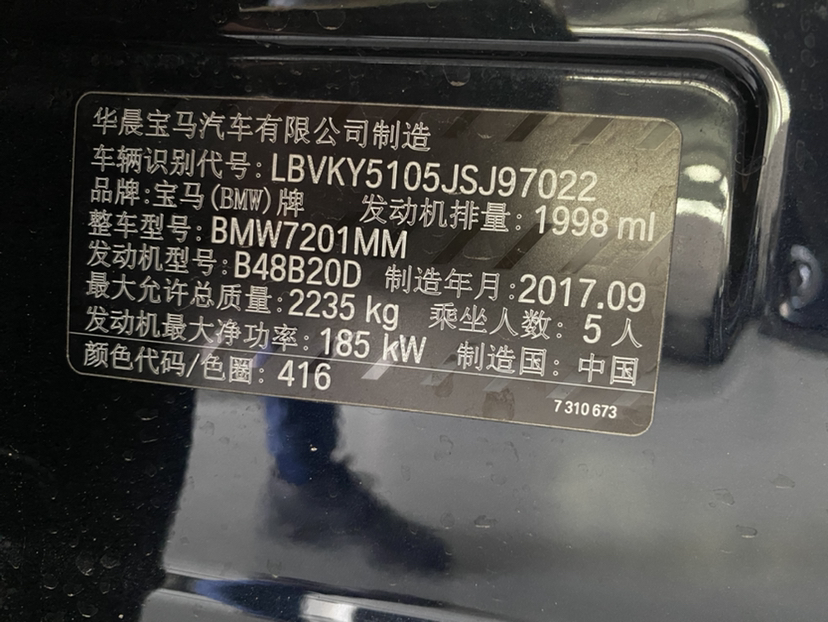 华晨宝马汽车有限公司制造
车辆识别代号: LBVKY5105JSJ97022
品牌: 宝马(BMW)牌 发动机排量: 1998 ml
整车型号: BMW7201MM
发动机型号: B48B20D 制造年月: 2017.09
最大允许总质量: 2235 kg 乘坐人数: 5 人
发动机最大净功率: 185 kW 制造国: 中国
颜色代码/色圈: 416
7 310 673